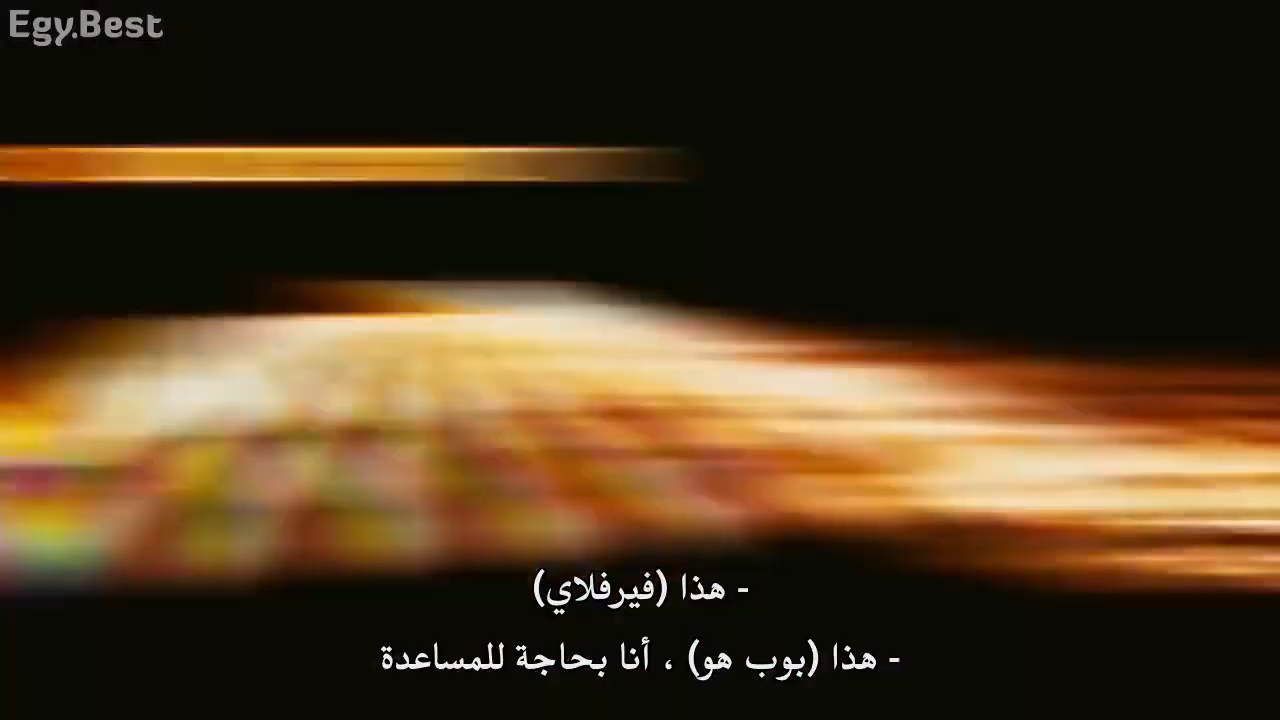 Egy.Best
- هذا (فيرفلاي)
- هذا (بوب هو) ، أنا بحاجة للمساعدة